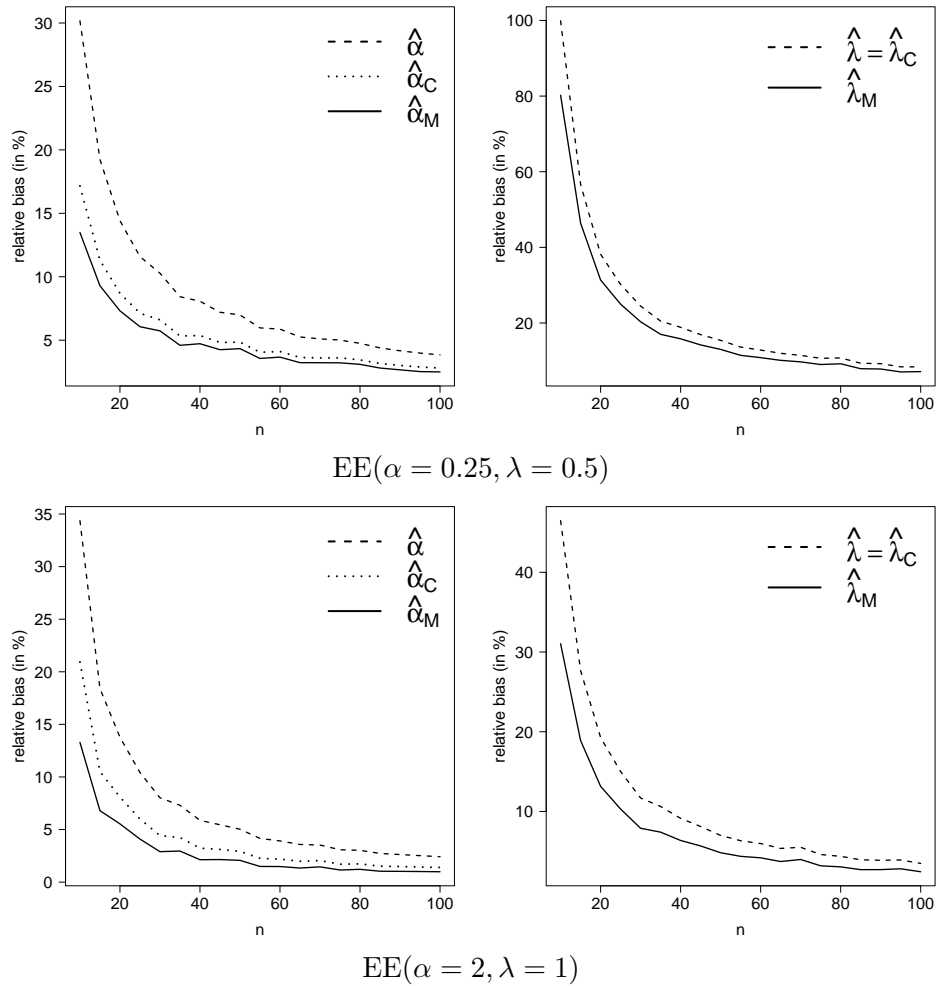 30
25
20
15
10
5
relative bias (in %)
α̂
α̂C
α̂M
20 40 60 80 100
n
100
80
60
40
20
relative bias (in %)
λ̂ = λ̂C
λ̂M
20 40 60 80 100
n
EE(α = 0.25, λ = 0.5)
35
30
25
20
15
10
5
0
relative bias (in %)
α̂
α̂C
α̂M
20 40 60 80 100
n
40
30
20
10
relative bias (in %)
λ̂ = λ̂C
λ̂M
20 40 60 80 100
n
EE(α = 2, λ = 1)